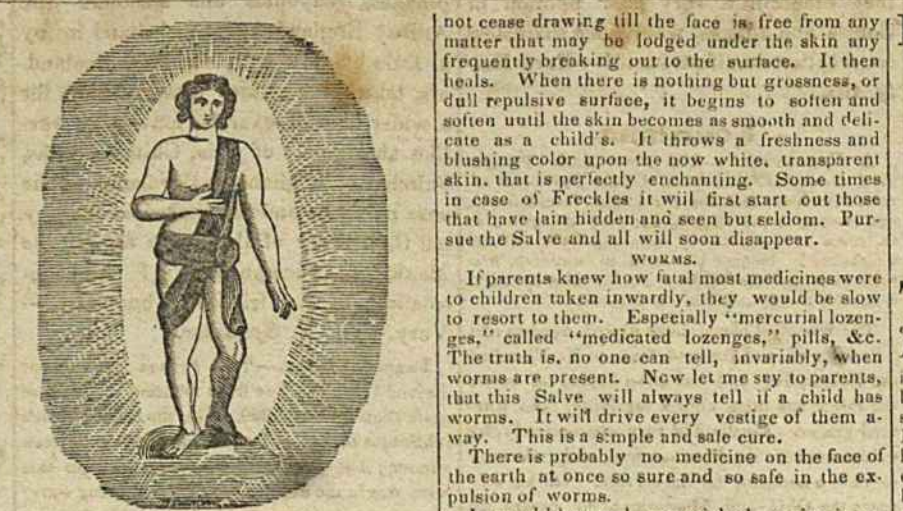 not cease drawing till the face is free from any
matter that may be lodged under the skin any
frequently breaking out to the surface. It then
heals. When there is nothing but grossness, or
dull repulsive surface, it begins to soften and
soften until the skin becomes as smooth and deli-
cate as a child's. It throws a freshness and
blushing color upon the now white, transparent
skin, that is perfectly enchanting. Some times
in case of Freckles it will first start out those
that have lain hidden and seen but seldom. Pur-
sue the Salve and all will soon disappear.
WORMS.
If parents knew how fatal most medicines were
to children taken inwardly, they would be slow
to resort to them. Especially "mercurial lozen-
ges," called "medicated lozenges," pills, &c.
The truth is, no one can tell, invariably, when
worms are present. Now let me say to parents,
that this Salve will always tell if a child has
worms. It will drive every vestige of them a-
way. This is a simple and safe cure.
There is probably no medicine on the face of
the earth at once so sure and so safe in the ex-
pulsion of worms.